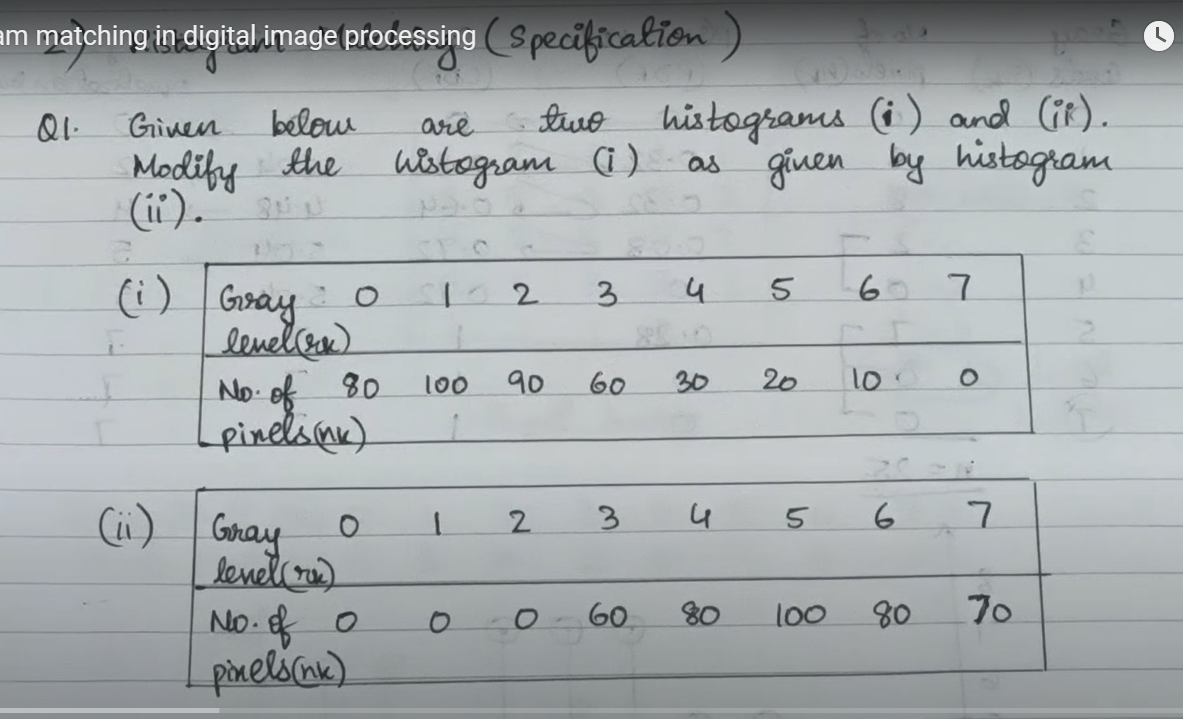 am matching in digital image processing
2) Histogram Matching (Specification)
Q1. Given below are two histograms (i) and (ii).
Modify the histogram (i) as given by histogram
(ii).
(i) Gray 0 1 2 3 4 5 6 7
level(rk)
No. of 80 100 90 60 30 20 10 0
pixels(nk)
(ii) Gray 0 1 2 3 4 5 6 7
level(rk)
No. of 0 0 0 60 80 100 80 70
pixels(nk)